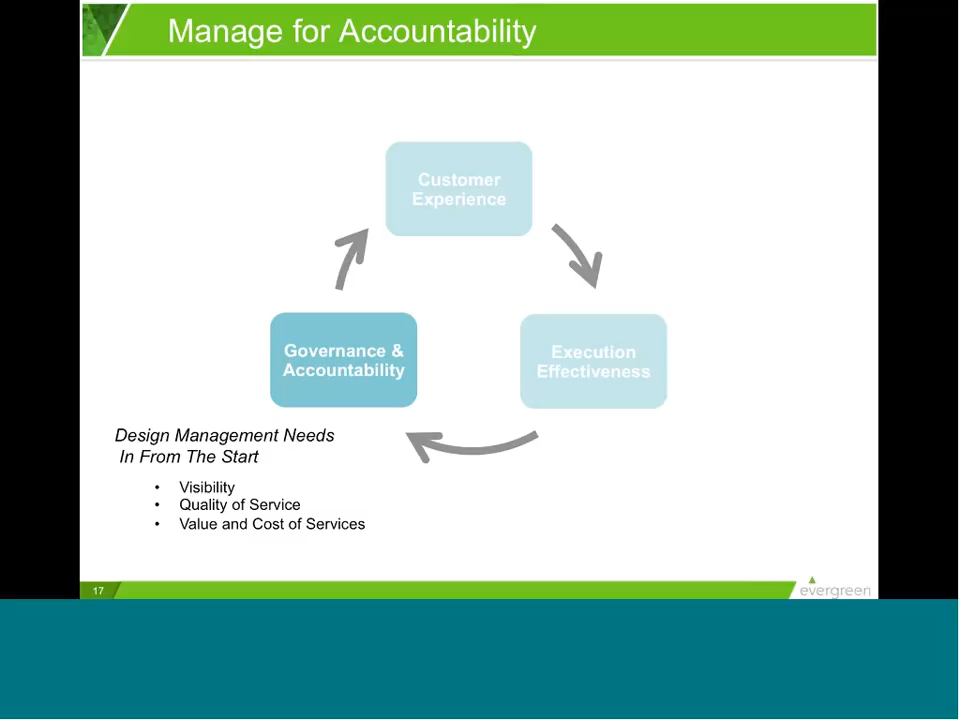 Manage for Accountability
Customer
Experience
Governance &
Accountability
Execution
Effectiveness
Design Management Needs
In From The Start
• Visibility
• Quality of Service
• Value and Cost of Services
17
evergreen